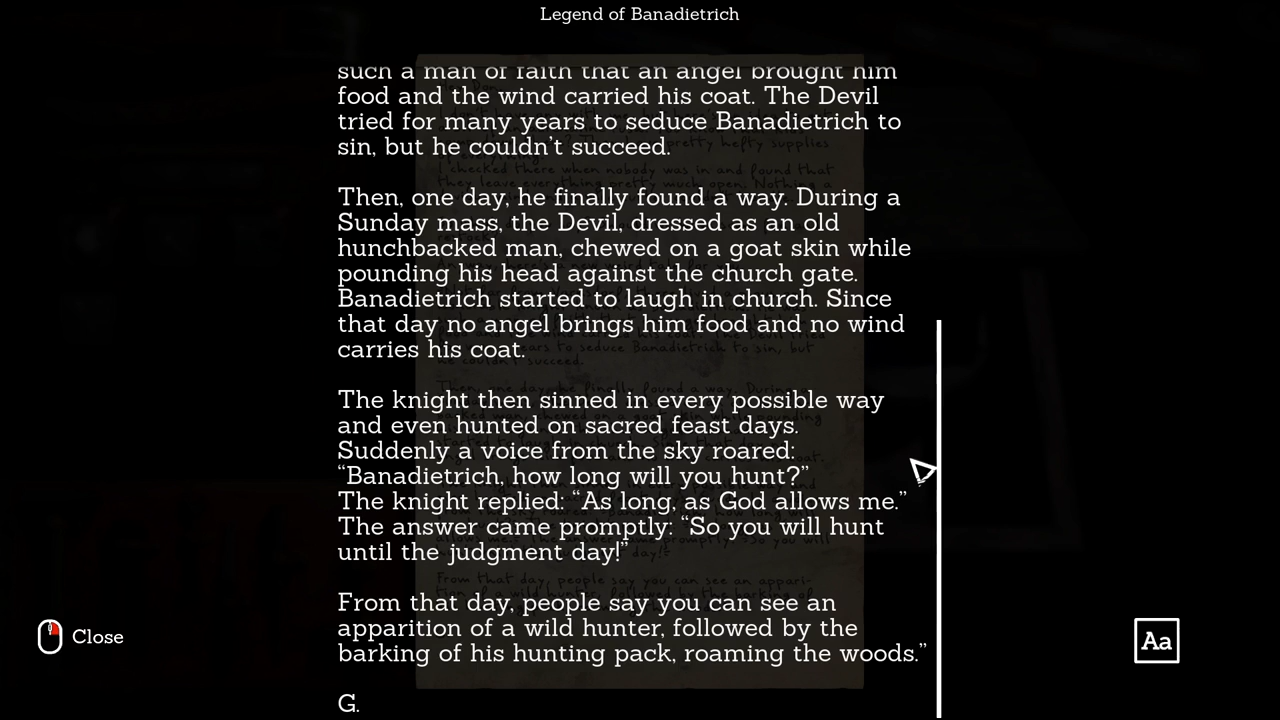 Legend of Banadietrich
such a man of faith that an angel brought him
food and the wind carried his coat. The Devil
tried for many years to seduce Banadietrich to
sin, but he couldn't succeed.
Then, one day, he finally found a way. During a
Sunday mass, the Devil, dressed as an old
hunchbacked man, chewed on a goat skin while
pounding his head against the church gate.
Banadietrich started to laugh in church. Since
that day no angel brings him food and no wind
carries his coat.
The knight then sinned in every possible way
and even hunted on sacred feast days.
Suddenly a voice from the sky roared:
“Banadietrich, how long will you hunt?”
The knight replied: “As long, as God allows me.”
The answer came promptly: “So you will hunt
until the judgment day!”
From that day, people say you can see an
apparition of a wild hunter, followed by the
barking of his hunting pack, roaming the woods.”
G.
Close
Aa